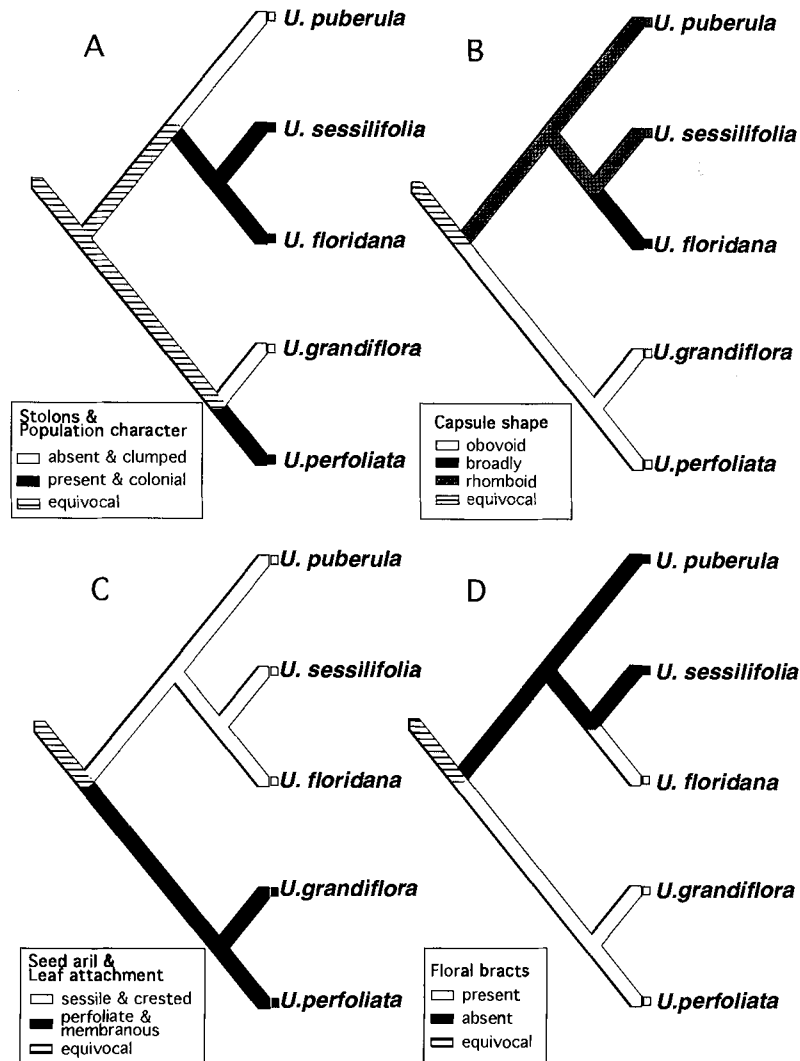 A
U. puberula
U. sessilifolia
U. floridana
U.grandiflora
U.perfoliata
Stolons &
Population character
absent & clumped
present & colonial
equivocal
B
U. puberula
U. sessilifolia
U. floridana
U.grandiflora
U.perfoliata
Capsule shape
obovoid
broadly
rhomboid
equivocal
C
U. puberula
U. sessilifolia
U. floridana
U.grandiflora
U.perfoliata
Seed aril &
Leaf attachment
sessile & crested
perfoliate &
membranous
equivocal
D
U. puberula
U. sessilifolia
U. floridana
U.grandiflora
U.perfoliata
Floral bracts
present
absent
equivocal